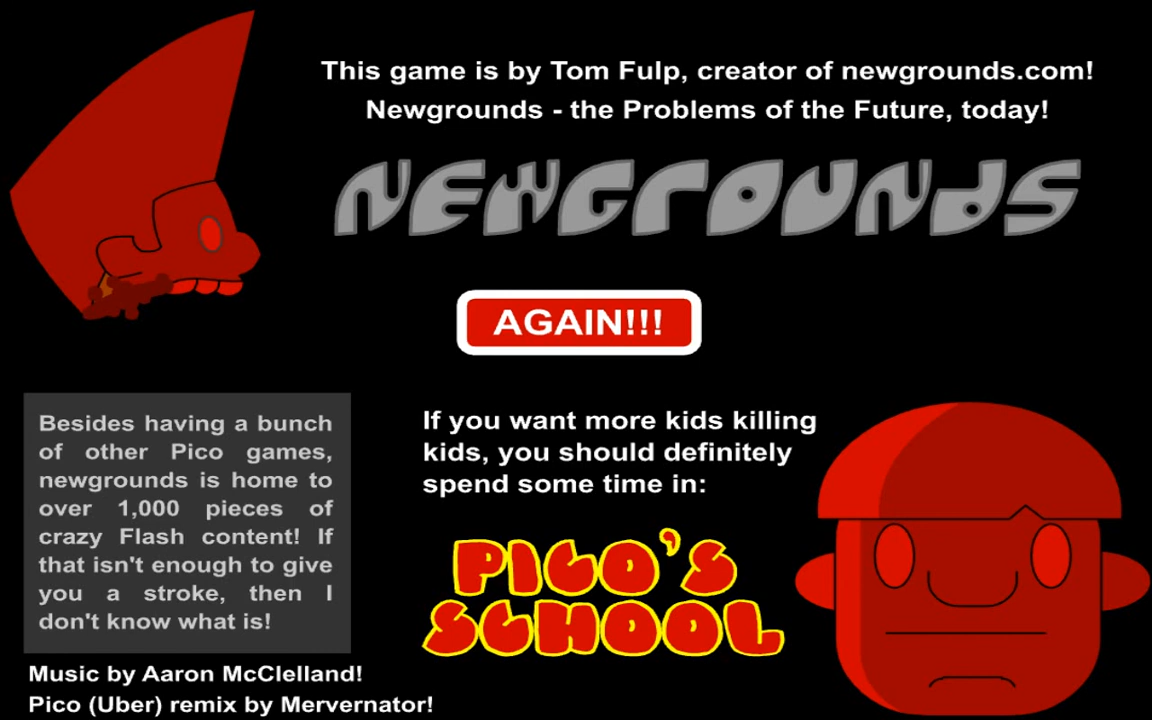 This game is by Tom Fulp, creator of newgrounds.com!
Newgrounds - the Problems of the Future, today!
NEWGROUNDS
AGAIN!!!
Besides having a bunch
of other Pico games,
newgrounds is home to
over 1,000 pieces of
crazy Flash content! If
that isn't enough to give
you a stroke, then I
don't know what is!
If you want more kids killing
kids, you should definitely
spend some time in:
PICO'S
SCHOOL
Music by Aaron McClelland!
Pico (Uber) remix by Mervernator!